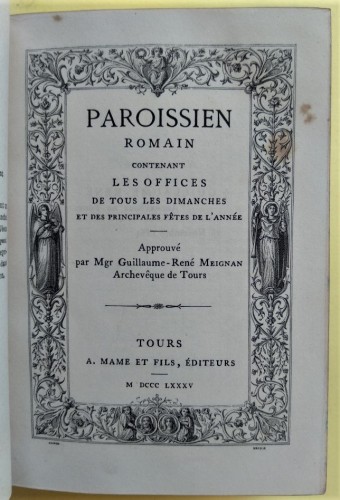 PAROISSIEN
ROMAIN
CONTENANT
LES OFFICES
DE TOUS LES DIMANCHES
ET DES PRINCIPALES FÊTES DE L'ANNÉE
Approuvé
par Mgr Guillaume-René MEIGNAN
Archevêque de Tours
TOURS
A. MAME ET FILS, ÉDITEURS
M DCCC LXXXV